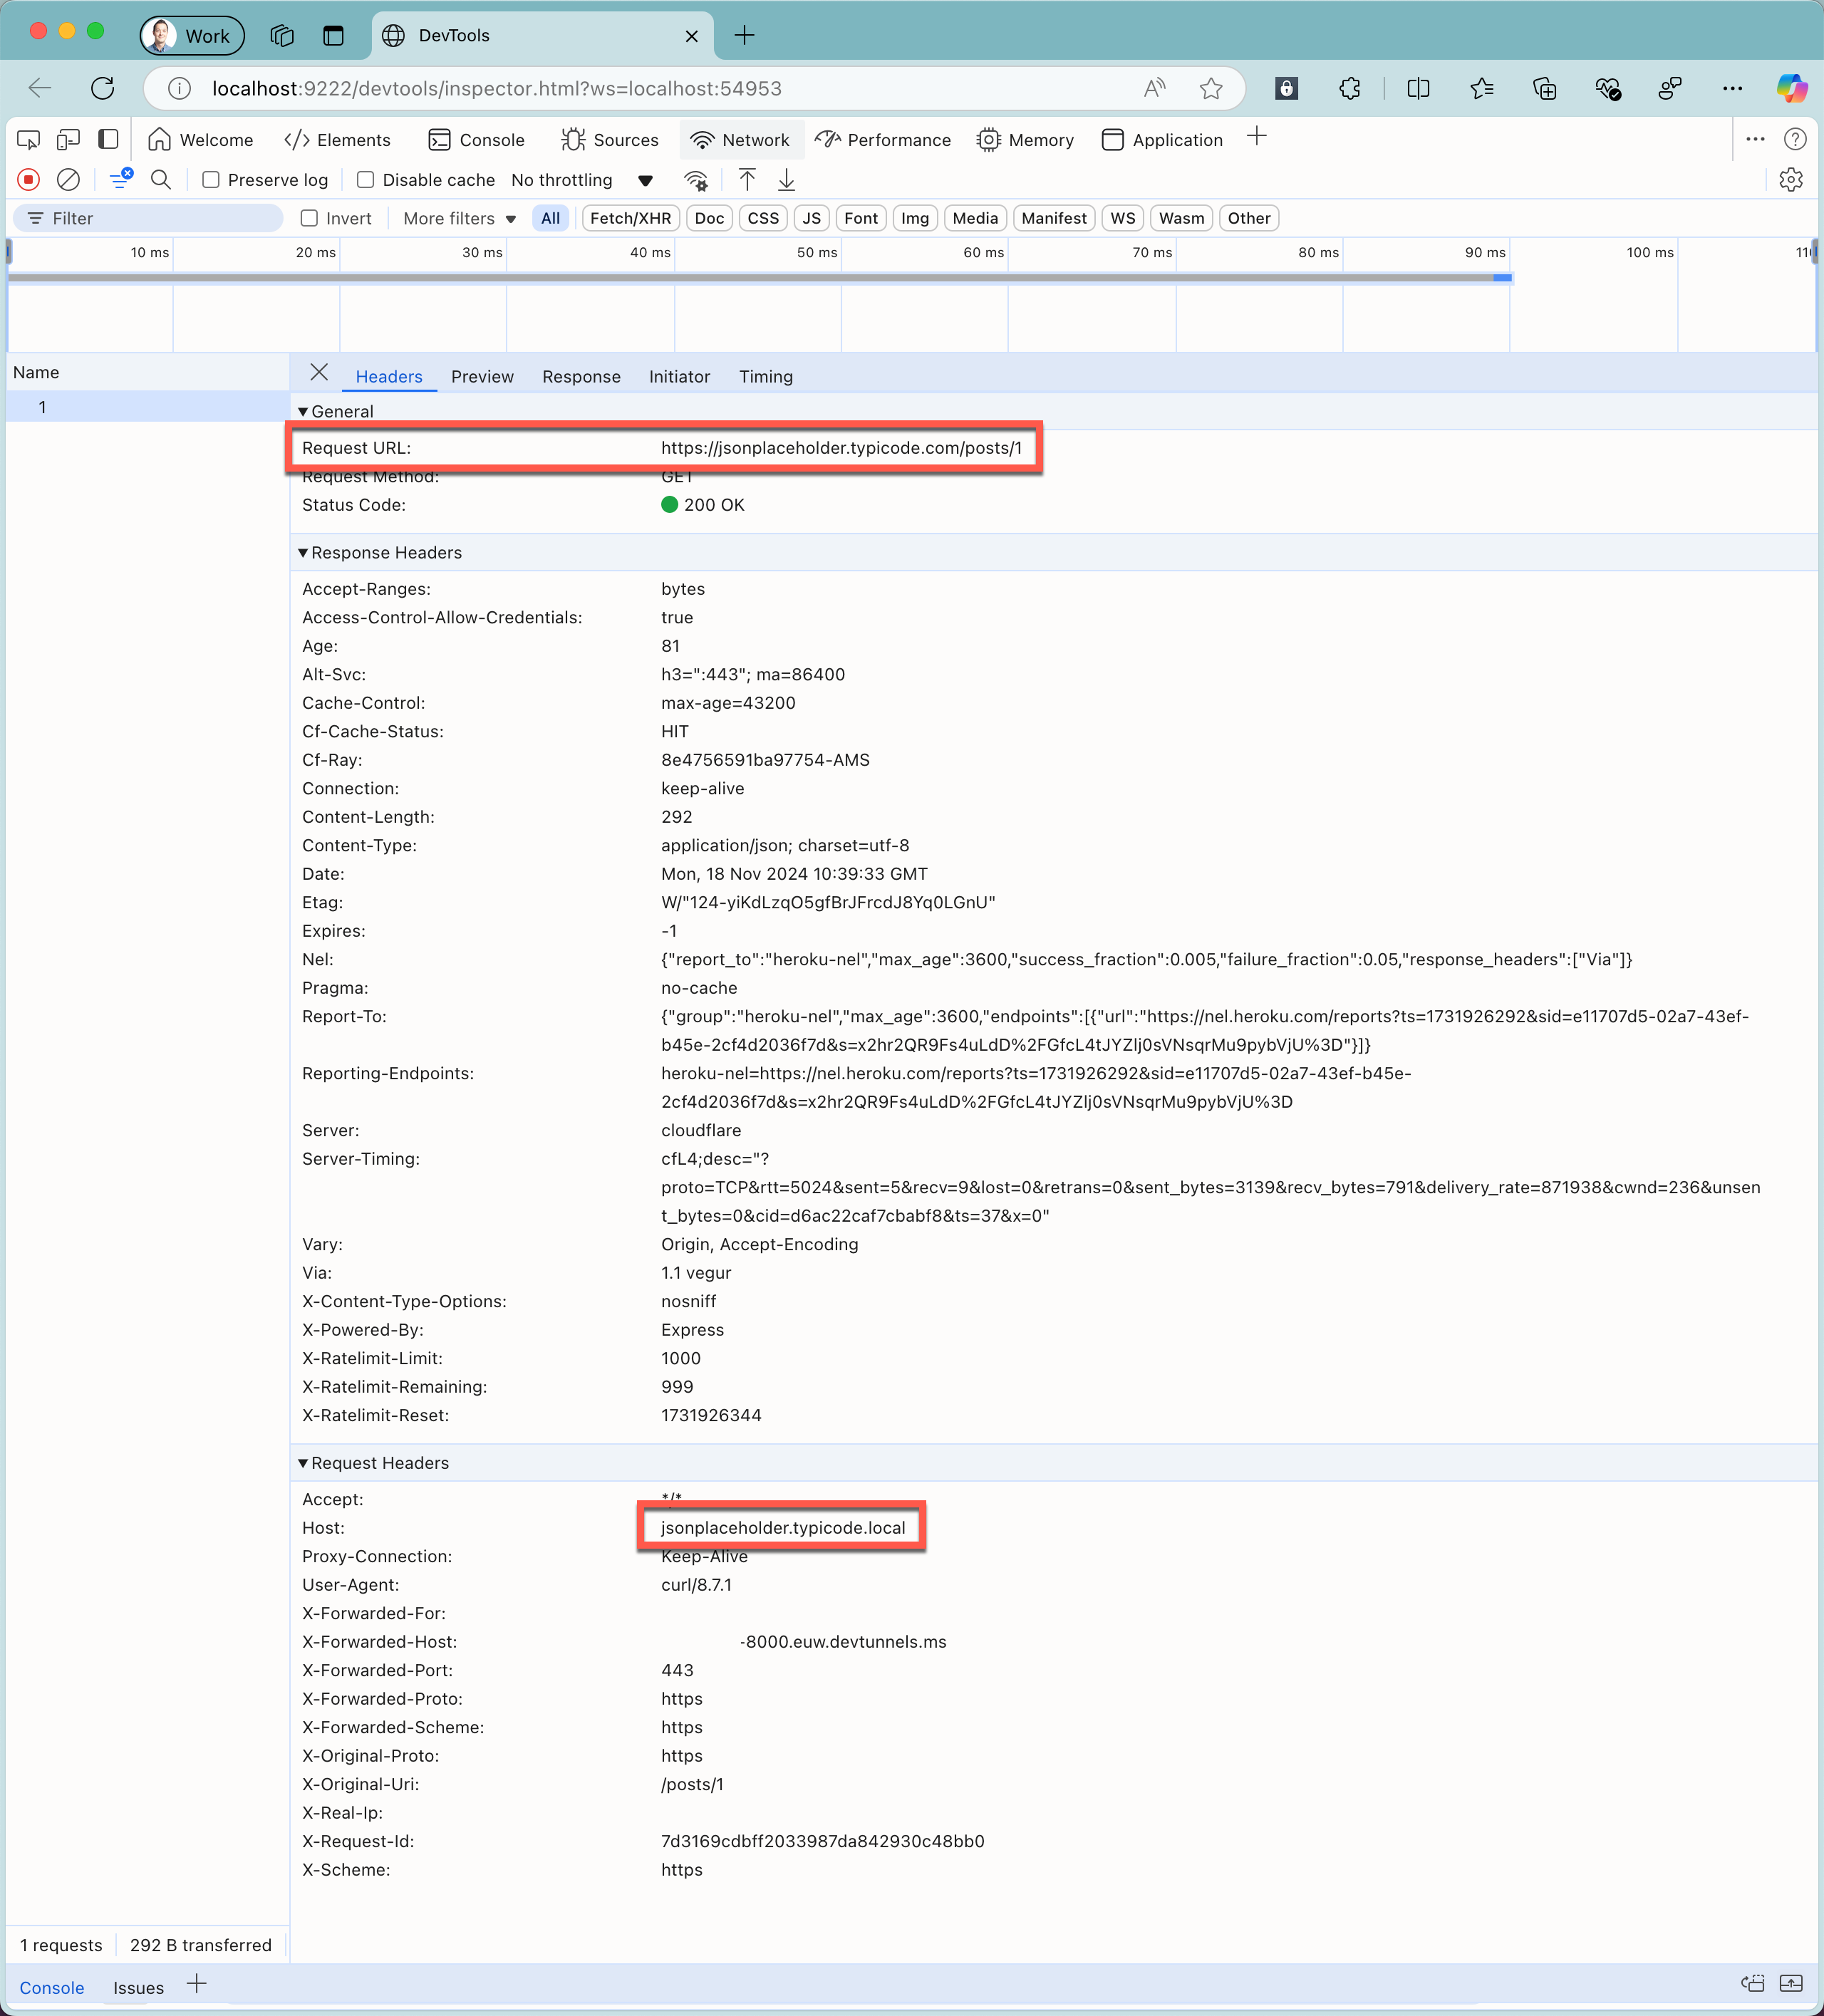 Work
DevTools
localhost:9222/devtools/inspector.html?ws=localhost:54953
Welcome Elements Console Sources Network Performance Memory Application
Preserve log Disable cache No throttling
Filter Invert More filters All Fetch/XHR Doc CSS JS Font Img Media Manifest WS Wasm Other
10 ms 20 ms 30 ms 40 ms 50 ms 60 ms 70 ms 80 ms 90 ms 100 ms
Name
1
Headers Preview Response Initiator Timing
General
Request URL: https://jsonplaceholder.typicode.com/posts/1
Request Method: GET
Status Code: 200 OK
Response Headers
Accept-Ranges: bytes
Access-Control-Allow-Credentials: true
Age: 81
Alt-Svc: h3=":443"; ma=86400
Cache-Control: max-age=43200
Cf-Cache-Status: HIT
Cf-Ray: 8e4756591ba97754-AMS
Connection: keep-alive
Content-Length: 292
Content-Type: application/json; charset=utf-8
Date: Mon, 18 Nov 2024 10:39:33 GMT
Etag: W/"124-yiKdLzqO5gfBrJFrcdJ8Yq0LGnU"
Expires: -1
Nel: {"report_to":"heroku-nel","max_age":3600,"success_fraction":0.005,"failure_fraction":0.05,"response_headers":["Via"]}
Pragma: no-cache
Report-To: {"group":"heroku-nel","max_age":3600,"endpoints":[{"url":"https://nel.heroku.com/reports?ts=1731926292&sid=e11707d5-02a7-43ef-
b45e-2cf4d2036f7d&s=x2hr2QR9Fs4uLdD%2FGfcL4tJYZlj0sVNsqrMu9pybVjU%3D"}]}
Reporting-Endpoints: heroku-nel=https://nel.heroku.com/reports?ts=1731926292&sid=e11707d5-02a7-43ef-b45e-
2cf4d2036f7d&s=x2hr2QR9Fs4uLdD%2FGfcL4tJYZlj0sVNsqrMu9pybVjU%3D
Server: cloudflare
Server-Timing: cfL4;desc="?
proto=TCP&rtt=5024&sent=5&recv=9&lost=0&retrans=0&sent_bytes=3139&recv_bytes=791&delivery_rate=871938&cwnd=236&unsen
t_bytes=0&cid=d6ac22caf7cbabf8&ts=37&x=0"
Vary: Origin, Accept-Encoding
Via: 1.1 vegur
X-Content-Type-Options: nosniff
X-Powered-By: Express
X-Ratelimit-Limit: 1000
X-Ratelimit-Remaining: 999
X-Ratelimit-Reset: 1731926344
Request Headers
Accept: */*
Host: jsonplaceholder.typicode.local
Proxy-Connection: Keep-Alive
User-Agent: curl/8.7.1
X-Forwarded-For:
X-Forwarded-Host: -8000.euw.devtunnels.ms
X-Forwarded-Port: 443
X-Forwarded-Proto: https
X-Forwarded-Scheme: https
X-Original-Proto: https
X-Original-Uri: /posts/1
X-Real-Ip:
X-Request-Id: 7d3169cdbff2033987da842930c48bb0
X-Scheme: https
1 requests 292 B transferred
Console Issues